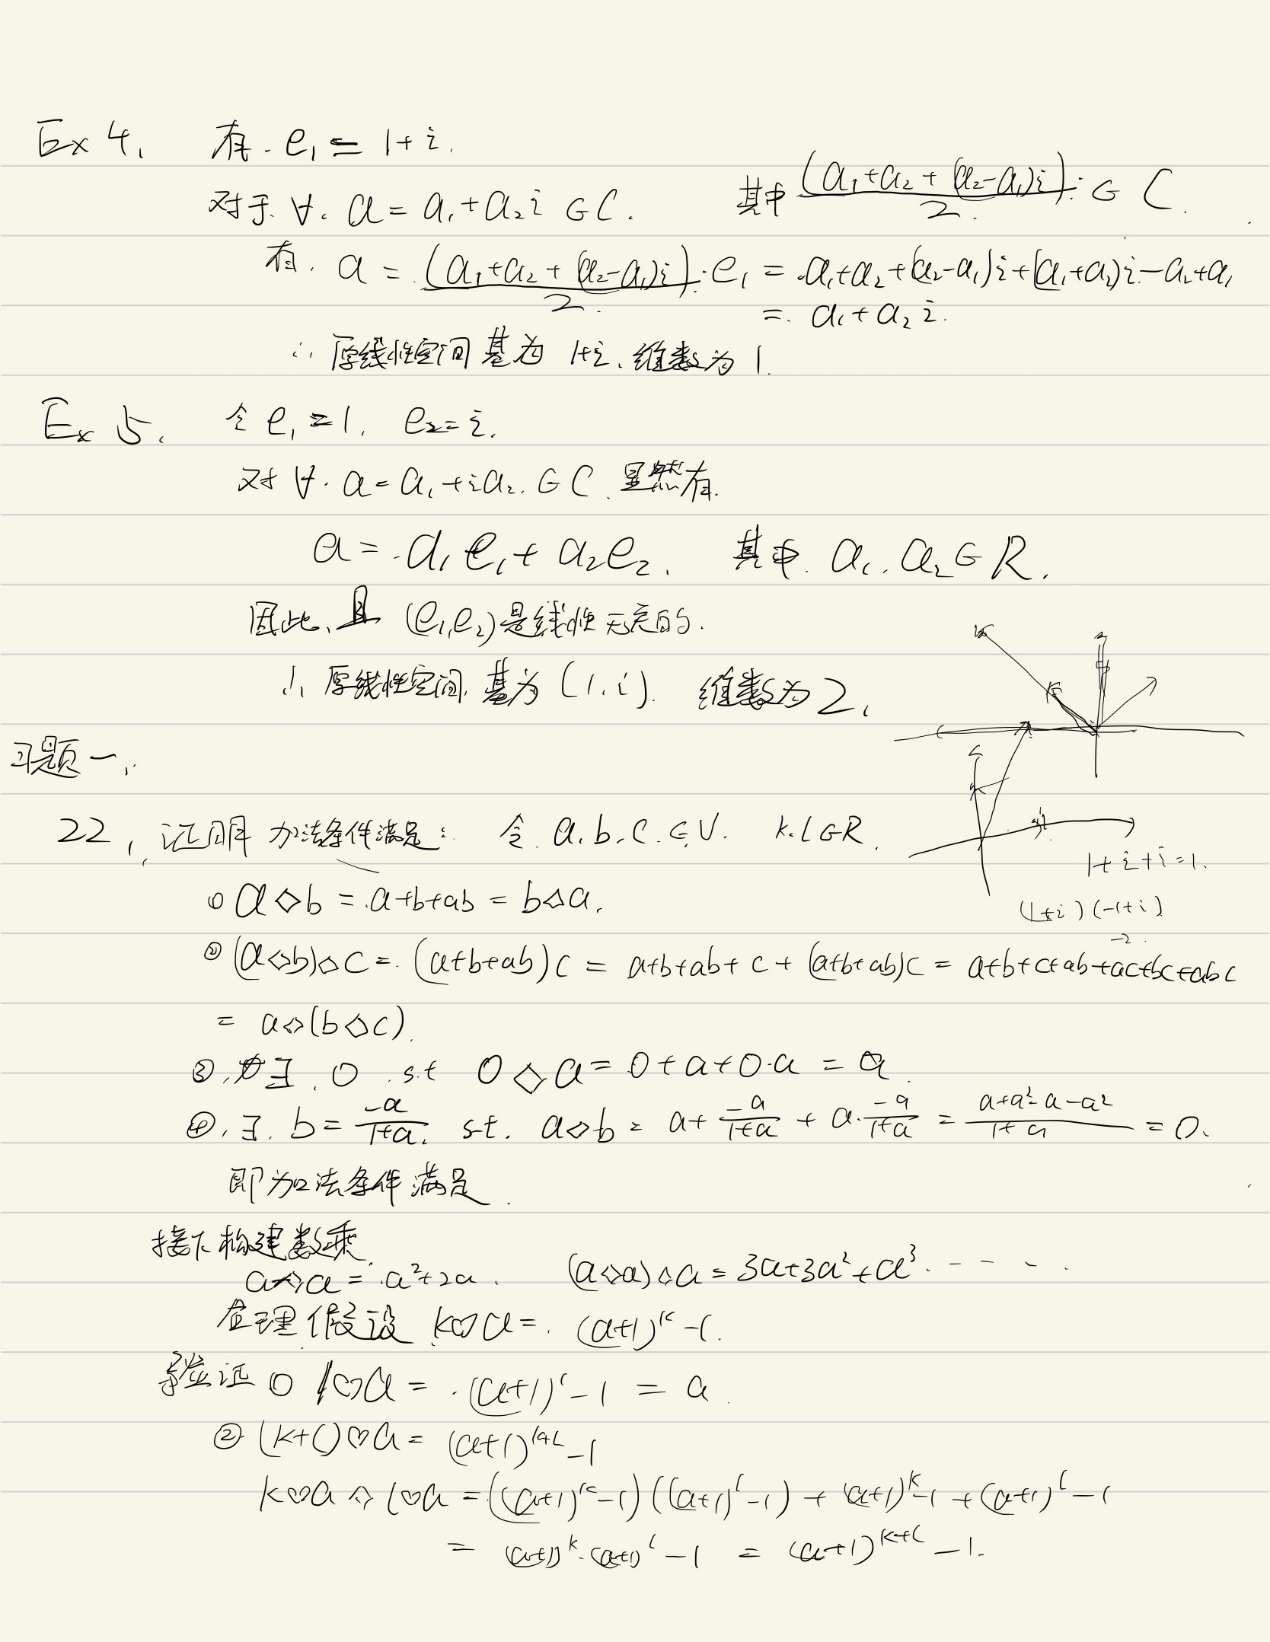 Ex 4. 有. e₁ = 1+i.
对于 ∀. a = a₁+a₂i ∈ C. 其中 (a₁+a₂+(a₂-a₁)i)/2 ∈ C.
有. a = (a₁+a₂+(a₂-a₁)i)/2 · e₁ = a₁+a₂+(a₂-a₁)i+(a₁+a₂)i-a₂+a₁
= a₁+a₂i.
∴ 原线性空间基为 1+i, 维数为 1.
Ex 5. 令 e₁=1. e₂=i.
对 ∀. a=a₁+ia₂. ∈ C 显然有.
a = a₁e₁+a₂e₂. 其中. a₁. a₂ ∈ R.
因此, 且 (e₁,e₂)是线性无关的.
∴ 原线性空间, 基为 (1.i). 维数为 2.
习题一.
22, 证明 加法条件满足: 令. a.b.c.∈V. k.l∈R.
1+i+i=1.
(1+i)(-1+i)
-2
① a◇b = a+b+ab = b◇a.
② (a◇b)◇c = (a+b+ab)c = a+b+ab+c+(a+b+ab)c = a+b+c+ab+ac+bc+abc
= a◇(b◇c).
③. ∃. 0. s.t 0◇a = 0+a+0·a = a
④. ∃. b = -a/(1+a). s.t. a◇b = a + -a/(1+a) + a·-a/(1+a) = (a+a²-a-a²)/(1+a) = 0.
即加法条件满足.
接下构建数乘
a◇a = a²+2a. (a◇a)◇a = 3a+3a²+a³. ....
合理假设 k♡a = (a+1)ᵏ-1.
验证 ① 1♡a = (a+1)¹-1 = a.
② (k+l)♡a = (a+1)ᵏ⁺ˡ-1
k♡a◇l♡a = ((a+1)ᵏ-1)((a+1)ˡ-1) + (a+1)ᵏ-1 + (a+1)ˡ-1
= (a+1)ᵏ·(a+1)ˡ-1 = (a+1)ᵏ⁺ˡ-1.